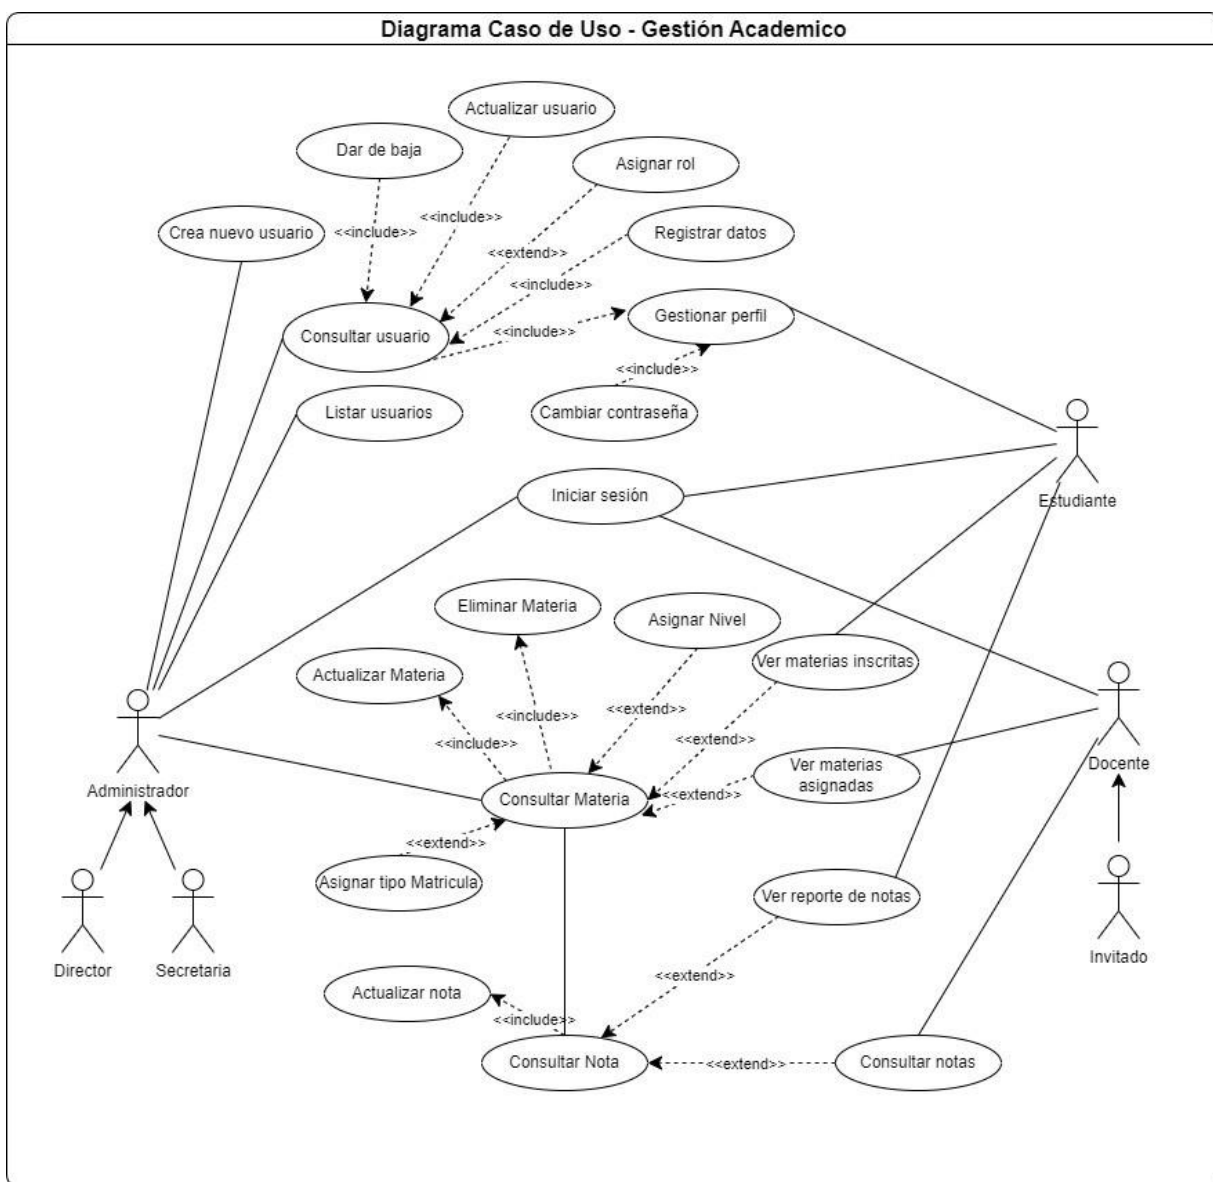 Diagrama Caso de Uso - Gestión Academico
Actualizar usuario
Dar de baja
Asignar rol
Crea nuevo usuario
<<include>>
<<include>>
Registrar datos
<<extend>>
<<include>>
Gestionar perfil
Consultar usuario
<<include>>
<<include>>
Listar usuarios
Cambiar contraseña
Iniciar sesión
Estudiante
Eliminar Materia
Asignar Nivel
Actualizar Materia
Ver materias inscritas
<<extend>>
<<include>>
<<include>>
<<extend>>
Administrador
Ver materias
asignadas
Docente
<<extend>>
Consultar Materia
<<extend>>
Asignar tipo Matricula
Ver reporte de notas
Director
Secretaria
Invitado
<<extend>>
Actualizar nota
<<include>>
Consultar Nota
<<extend>>
Consultar notas